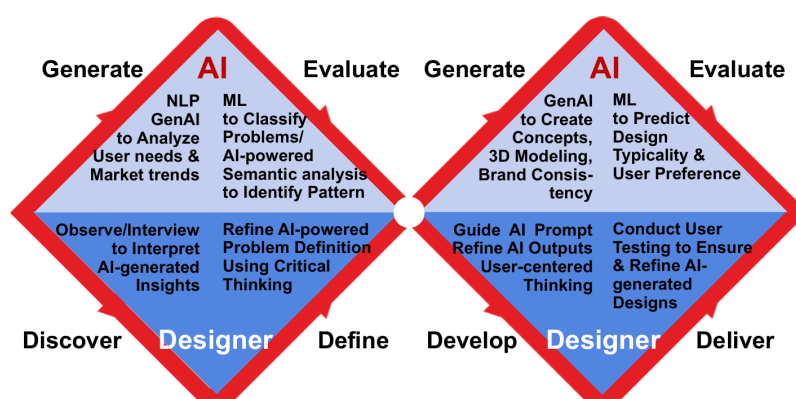 AI
Generate
Evaluate
NLP
GenAI
to Analyze
User needs &
Market trends
ML
to Classify
Problems/
AI-powered
Semantic analysis
to Identify Pattern
Observe/Interview
to Interpret
AI-generated
Insights
Refine AI-powered
Problem Definition
Using Critical
Thinking
Discover
Designer
Define
AI
Generate
Evaluate
GenAI
to Create
Concepts,
3D Modeling,
Brand Consis-
tency
ML
to Predict
Design
Typicality &
User Preference
Guide AI Prompt
Refine AI Outputs
User-centered
Thinking
Conduct User
Testing to Ensure
& Refine AI-
generated
Designs
Develop
Designer
Deliver